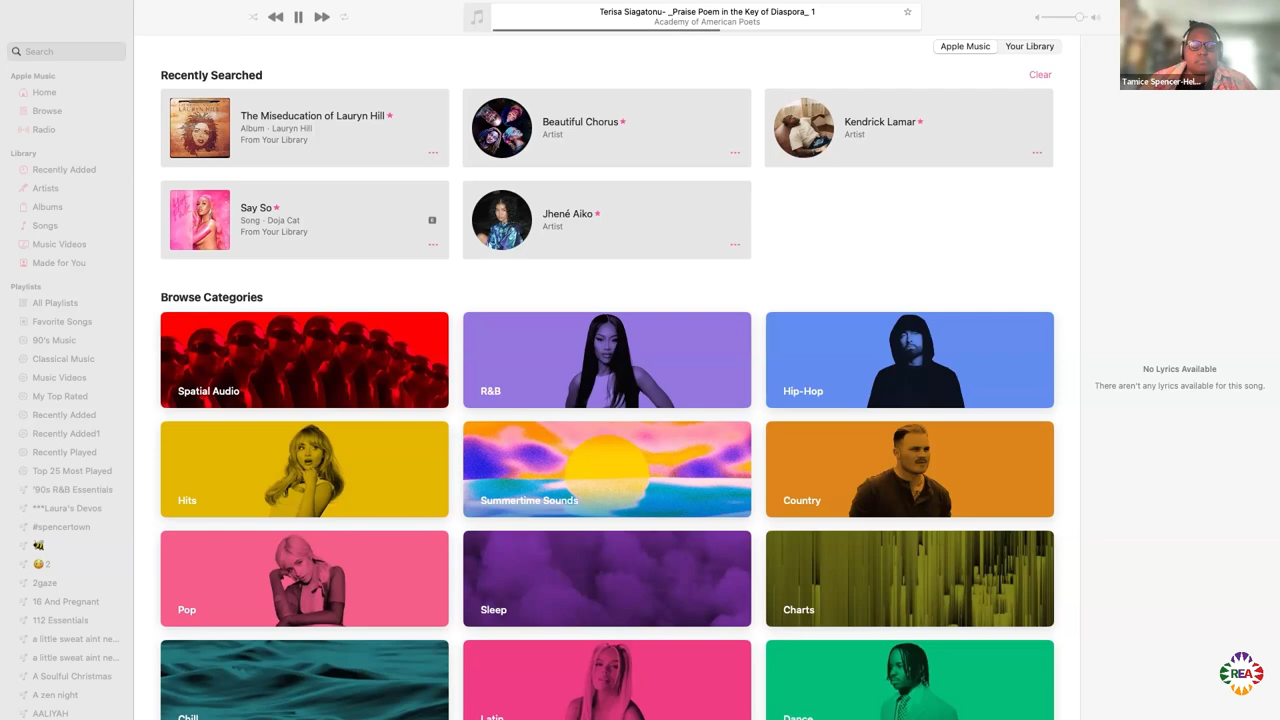 Terisa Siagatonu- _Praise Poem in the Key of Diaspora_ 1
Academy of American Poets
Search
Apple Music
Home
Browse
Radio
Library
Recently Added
Artists
Albums
Songs
Music Videos
Made for You
Playlists
All Playlists
Favorite Songs
90's Music
Classical Music
Music Videos
My Top Rated
Recently Added
Recently Added1
Recently Played
Top 25 Most Played
'90s R&B Essentials
***Laura's Devos
#spencertown
🐝
😂 2
2gaze
16 And Pregnant
112 Essentials
a little sweat aint ne...
a little sweat aint ne...
A Soulful Christmas
A zen night
AALIYAH
Apple Music
Your Library
Recently Searched
Clear
The Miseducation of Lauryn Hill
Album · Lauryn Hill
From Your Library
Beautiful Chorus
Artist
Kendrick Lamar
Artist
Say So
Song · Doja Cat
From Your Library
E
Jhené Aiko
Artist
Browse Categories
Spatial Audio
R&B
Hip-Hop
Hits
Summertime Sounds
Country
Pop
Sleep
Charts
Chill
Latin
Dance
Tamice Spencer-Hel...
No Lyrics Available
There aren't any lyrics available for this song.
REA